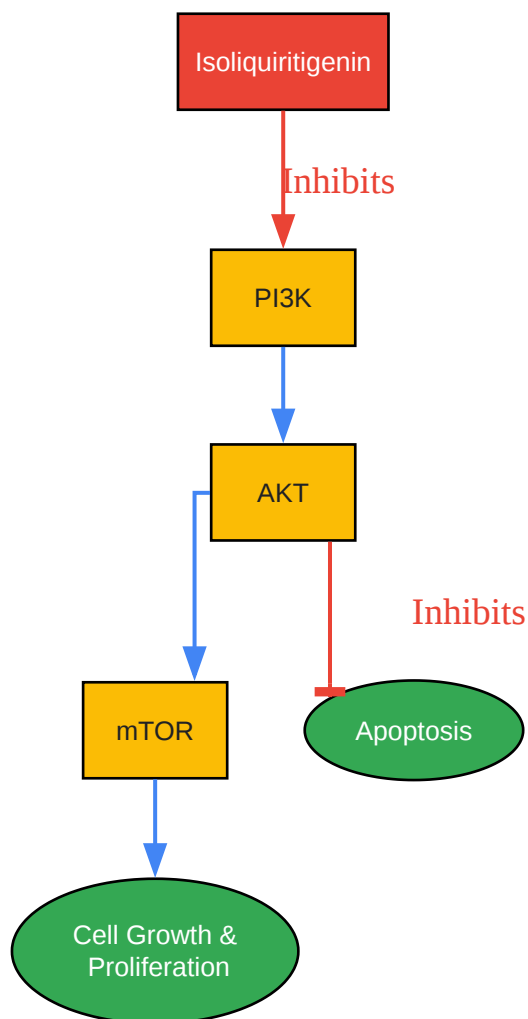 Isoliquiritigenin
Inhibits
PI3K
AKT
Inhibits
mTOR
Apoptosis
Cell Growth &
Proliferation